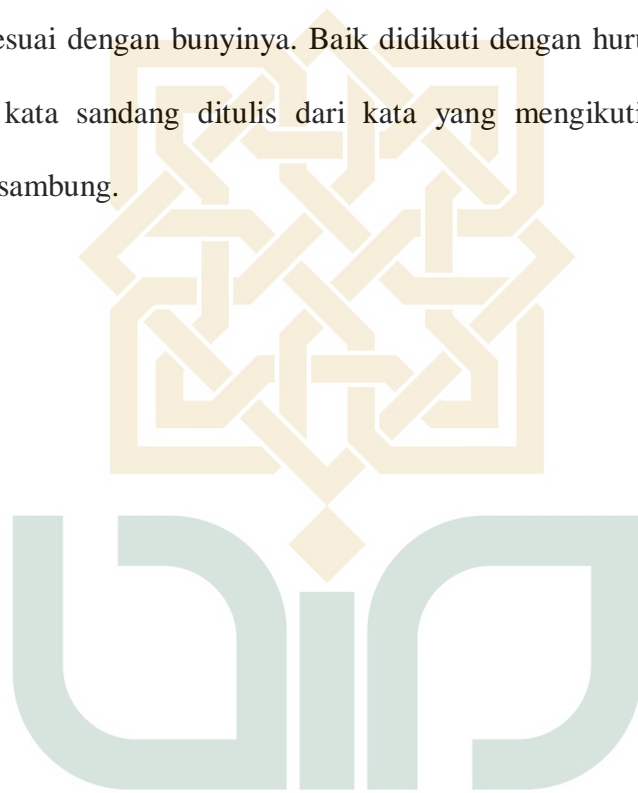 esuai dengan bunyinya. Baik didikuti dengan huru
kata sandang ditulis dari kata yang mengikuti
sambung.